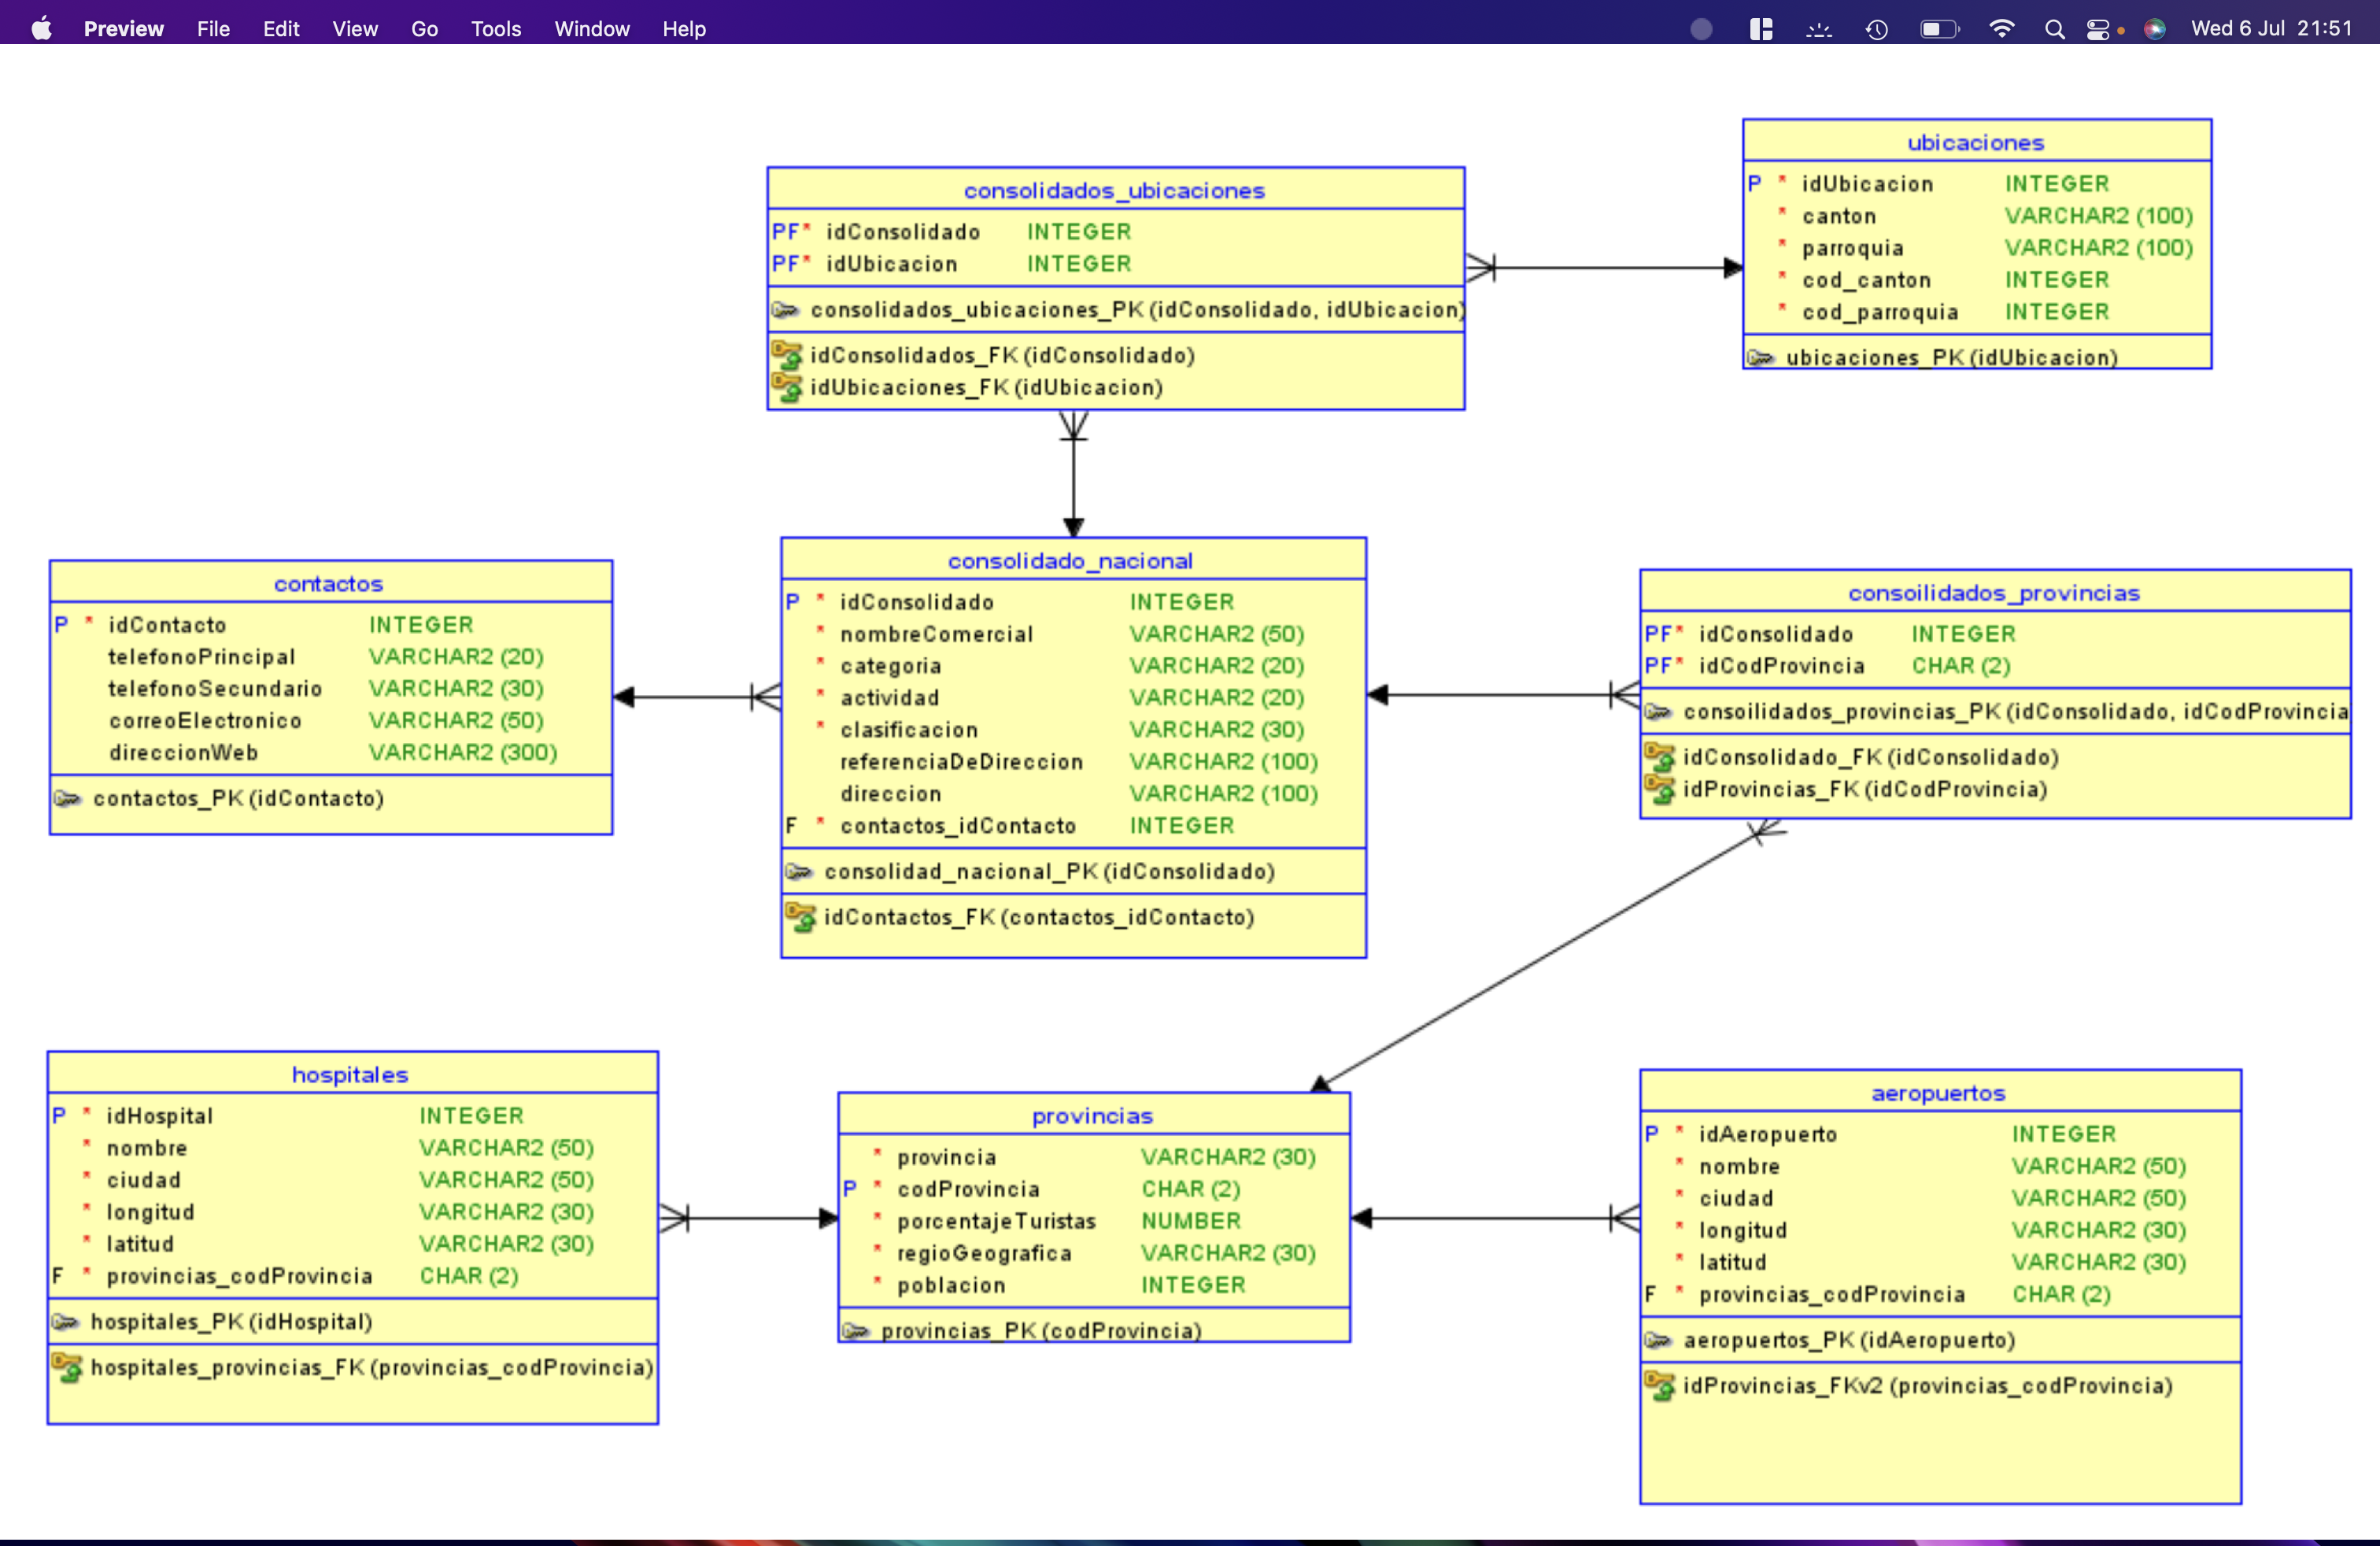 Preview File Edit View Go Tools Window Help Wed 6 Jul 21:51
consolidados_ubicaciones
PF* idConsolidado INTEGER
PF* idUbicacion INTEGER
consolidados_ubicaciones_PK (idConsolidado, idUbicacion)
idConsolidados_FK (idConsolidado)
idUbicaciones_FK (idUbicacion)
ubicaciones
P * idUbicacion INTEGER
* canton VARCHAR2 (100)
* parroquia VARCHAR2 (100)
* cod_canton INTEGER
* cod_parroquia INTEGER
ubicaciones_PK (idUbicacion)
contactos
P * idContacto INTEGER
telefonoPrincipal VARCHAR2 (20)
telefonoSecundario VARCHAR2 (30)
correoElectronico VARCHAR2 (50)
direccionWeb VARCHAR2 (300)
contactos_PK (idContacto)
consolidado_nacional
P * idConsolidado INTEGER
* nombreComercial VARCHAR2 (50)
* categoria VARCHAR2 (20)
* actividad VARCHAR2 (20)
* clasificacion VARCHAR2 (30)
referenciaDeDireccion VARCHAR2 (100)
direccion VARCHAR2 (100)
F * contactos_idContacto INTEGER
consolidad_nacional_PK (idConsolidado)
idContactos_FK (contactos_idContacto)
consoilidados_provincias
PF* idConsolidado INTEGER
PF* idCodProvincia CHAR (2)
consoilidados_provincias_PK (idConsolidado, idCodProvincia
idConsolidado_FK (idConsolidado)
idProvincias_FK (idCodProvincia)
hospitales
P * idHospital INTEGER
* nombre VARCHAR2 (50)
* ciudad VARCHAR2 (50)
* longitud VARCHAR2 (30)
* latitud VARCHAR2 (30)
F * provincias_codProvincia CHAR (2)
hospitales_PK (idHospital)
hospitales_provincias_FK (provincias_codProvincia)
provincias
* provincia VARCHAR2 (30)
P * codProvincia CHAR (2)
* porcentajeTuristas NUMBER
* regioGeografica VARCHAR2 (30)
* poblacion INTEGER
provincias_PK (codProvincia)
aeropuertos
P * idAeropuerto INTEGER
* nombre VARCHAR2 (50)
* ciudad VARCHAR2 (50)
* longitud VARCHAR2 (30)
* latitud VARCHAR2 (30)
F * provincias_codProvincia CHAR (2)
aeropuertos_PK (idAeropuerto)
idProvincias_FKv2 (provincias_codProvincia)